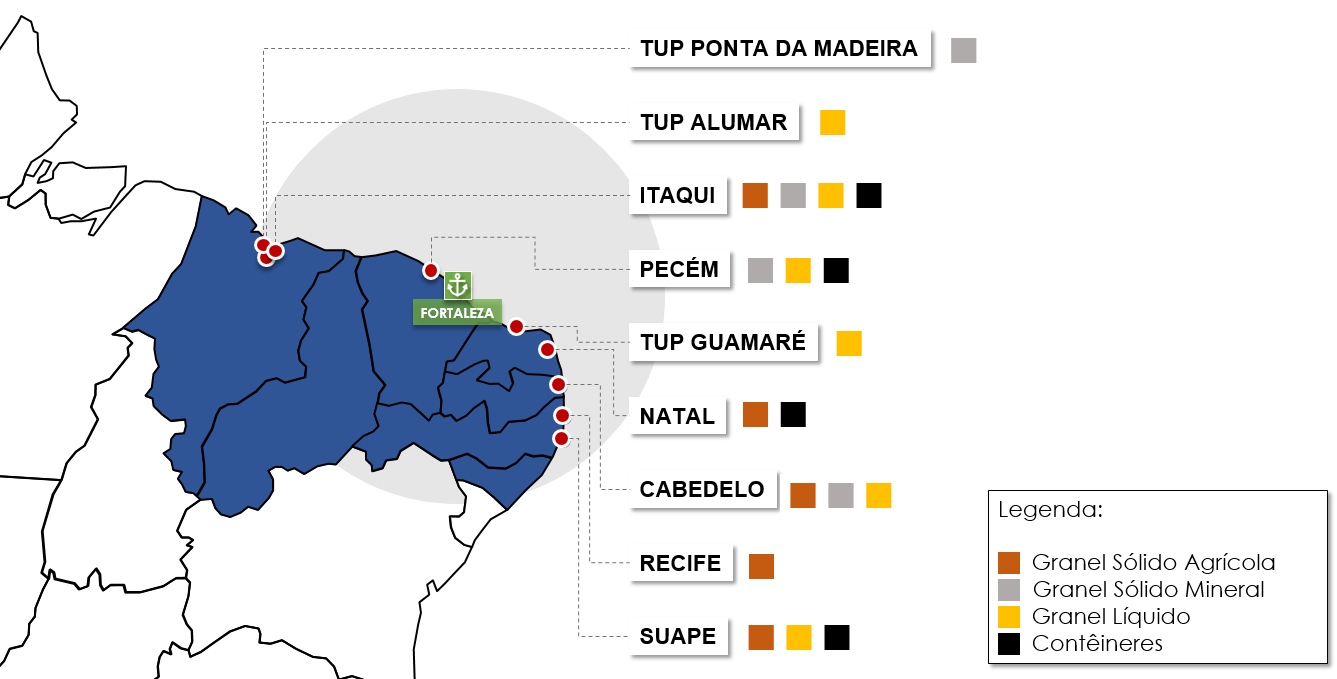 TUP PONTA DA MADEIRA
TUP ALUMAR
ITAQUI
PECÉM
FORTALEZA
TUP GUAMARÉ
NATAL
CABEDELO
RECIFE
SUAPE
Legenda:
Granel Sólido Agrícola
Granel Sólido Mineral
Granel Líquido
Contêineres